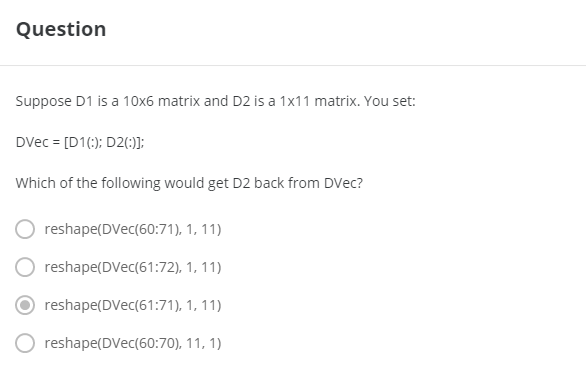 Question
Suppose D1 is a 10x6 matrix and D2 is a 1x11 matrix. You set:
DVec = [D1(:); D2(:)];
Which of the following would get D2 back from DVec?
reshape(DVec(60:71), 1, 11)
reshape(DVec(61:72), 1, 11)
reshape(DVec(61:71), 1, 11)
reshape(DVec(60:70), 11, 1)